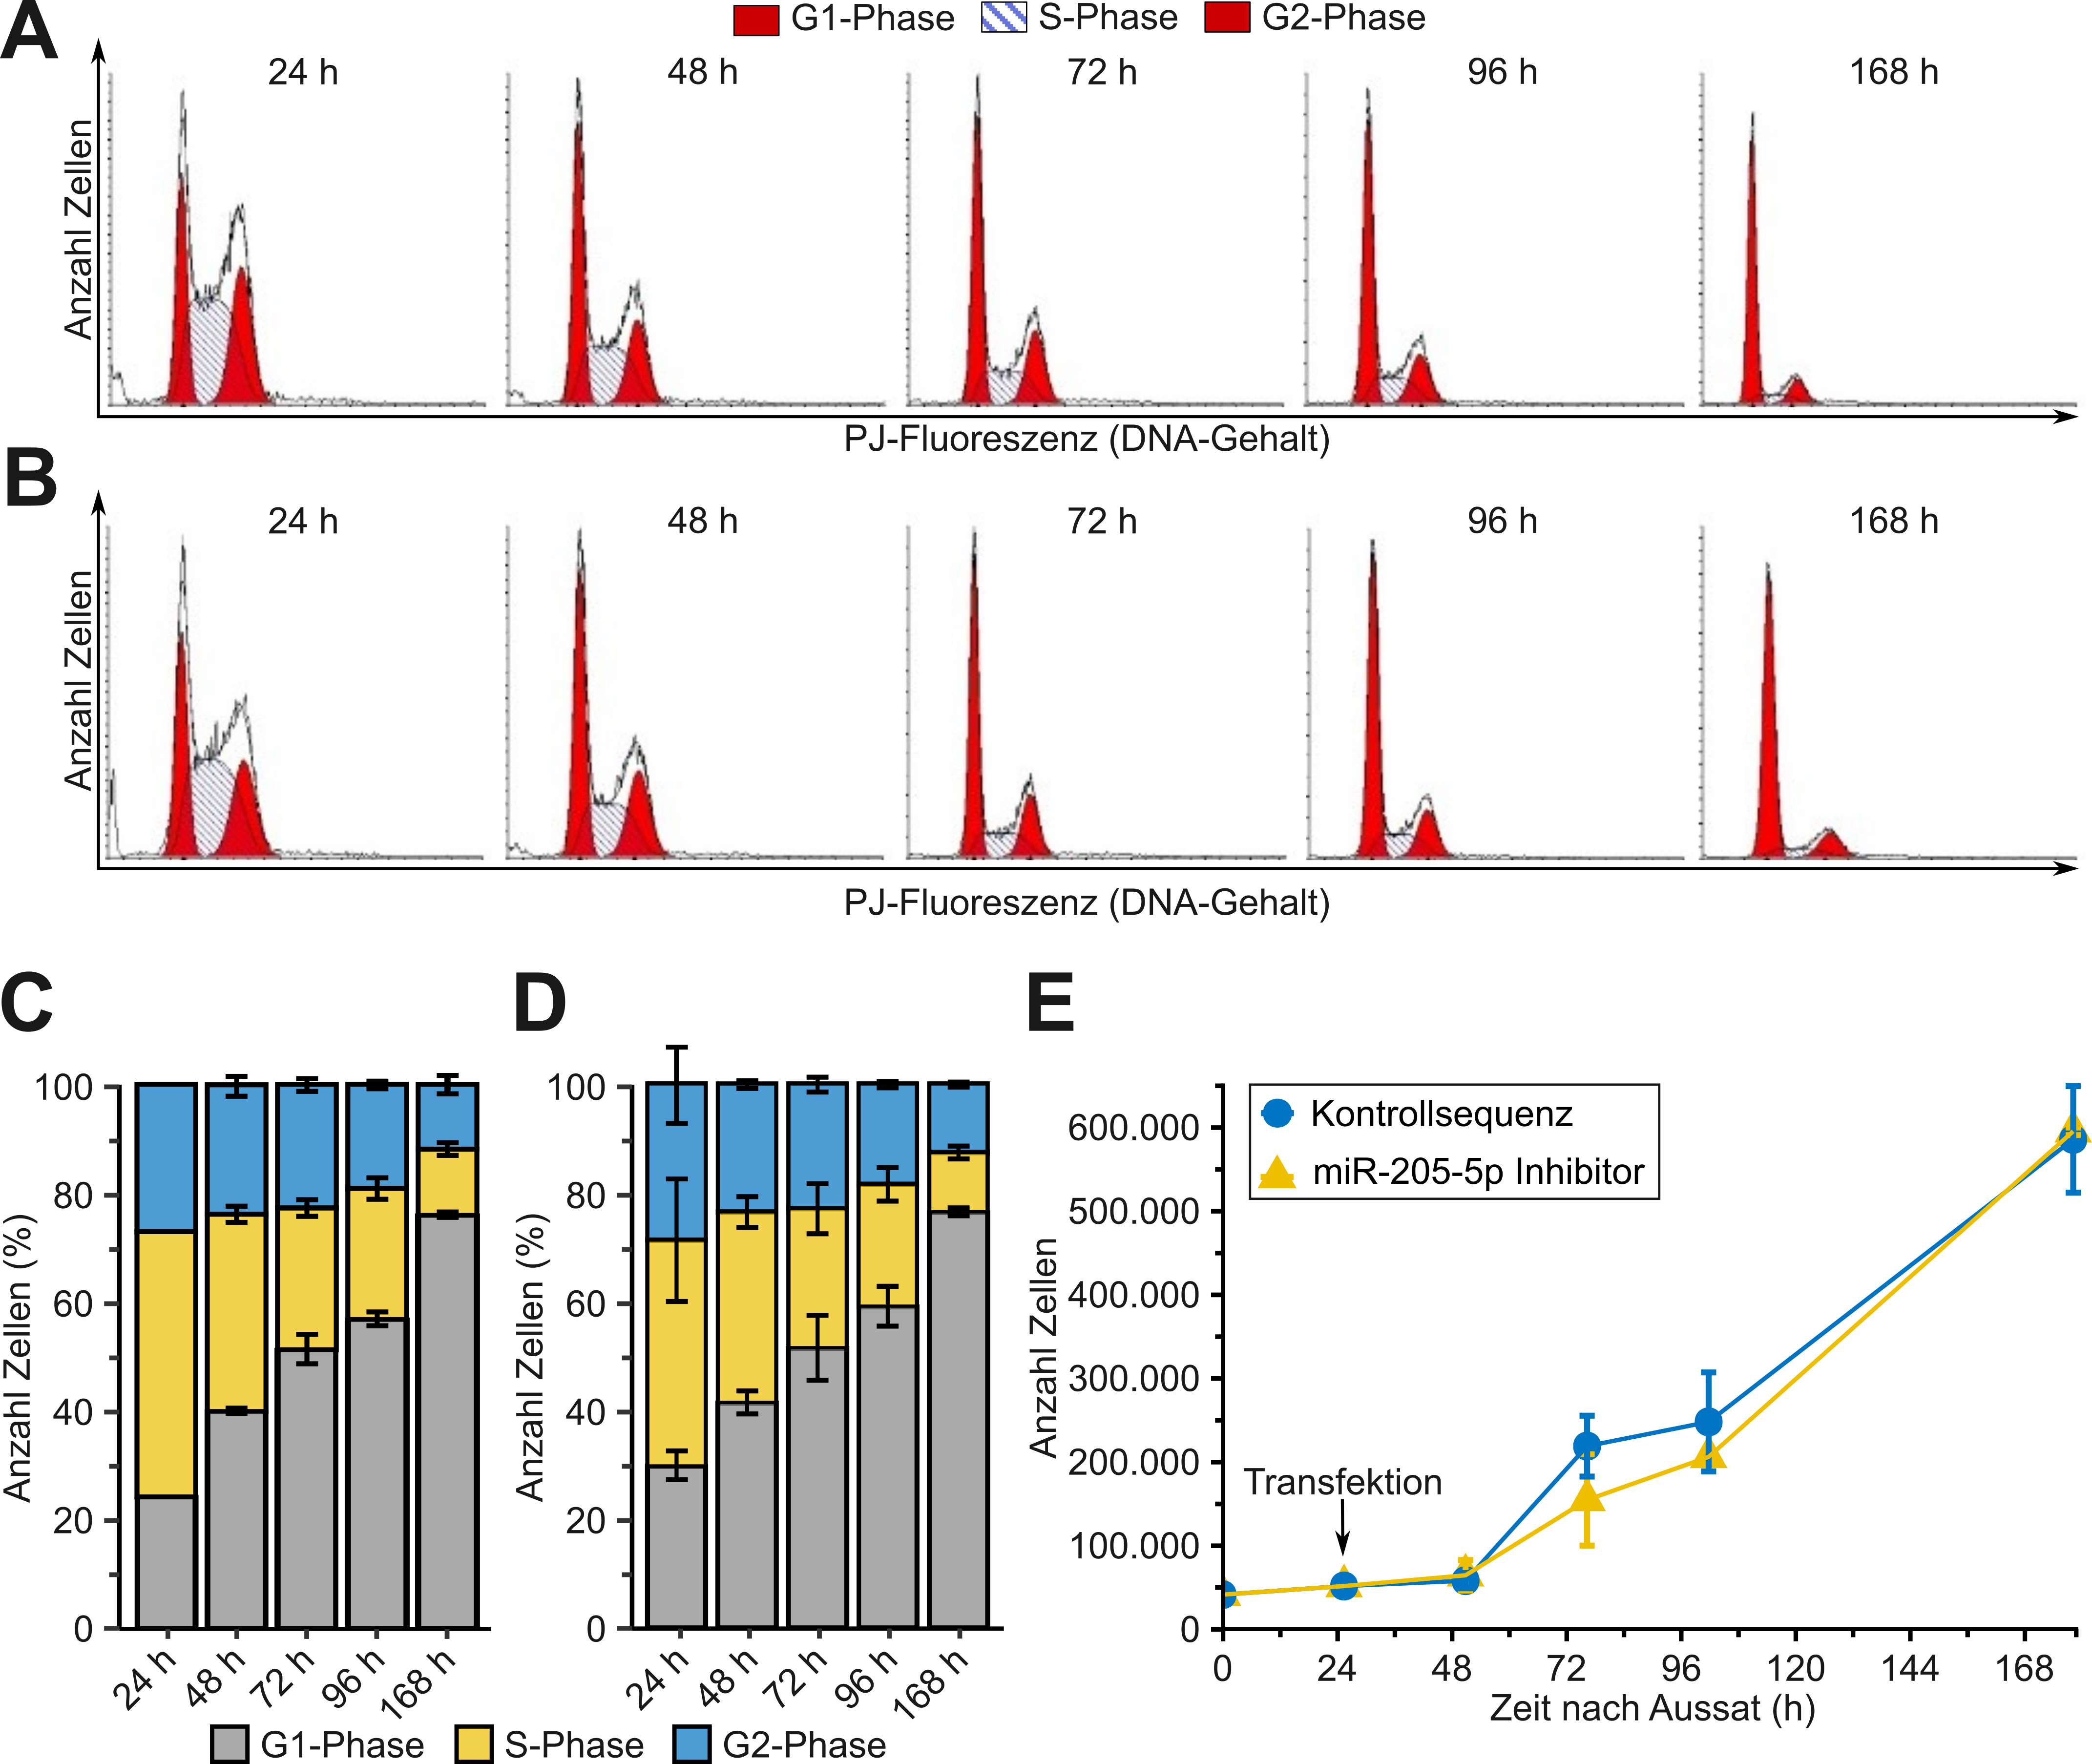 A
G1-Phase S-Phase G2-Phase
24 h 48 h 72 h 96 h 168 h
Anzahl Zellen
PJ-Fluoreszenz (DNA-Gehalt)
B
24 h 48 h 72 h 96 h 168 h
Anzahl Zellen
PJ-Fluoreszenz (DNA-Gehalt)
C
100
80
60
40
20
0
Anzahl Zellen (%)
24 h 48 h 72 h 96 h 168 h
D
100
80
60
40
20
0
Anzahl Zellen (%)
24 h 48 h 72 h 96 h 168 h
G1-Phase S-Phase G2-Phase
E
Kontrollsequenz
miR-205-5p Inhibitor
600.000
500.000
400.000
300.000
200.000
100.000
0
Anzahl Zellen
Transfektion
0 24 48 72 96 120 144 168
Zeit nach Aussat (h)